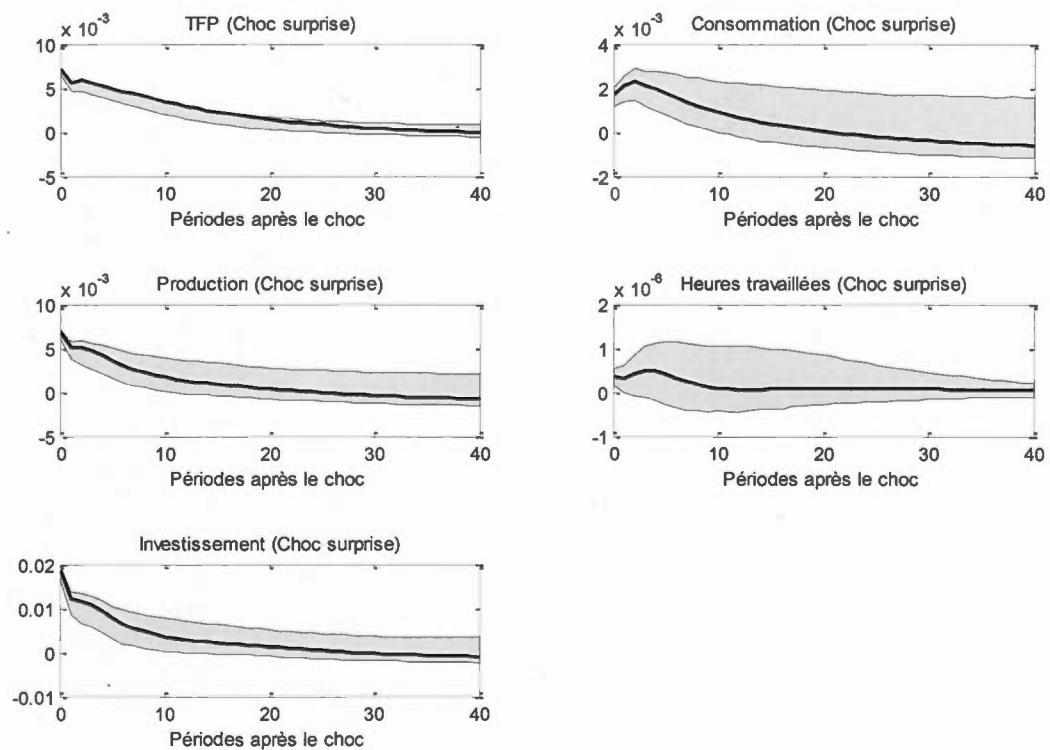 TFP (Choc surprise)
x 10⁻³
10
5
0
-5
0 10 20 30 40
Périodes après le choc
Consommation (Choc surprise)
x 10⁻³
4
2
0
-2
0 10 20 30 40
Périodes après le choc
Production (Choc surprise)
x 10⁻³
10
5
0
-5
0 10 20 30 40
Périodes après le choc
Heures travaillées (Choc surprise)
x 10⁻⁶
2
1
0
-1
0 10 20 30 40
Périodes après le choc
Investissement (Choc surprise)
0.02
0.01
0
-0.01
0 10 20 30 40
Périodes après le choc